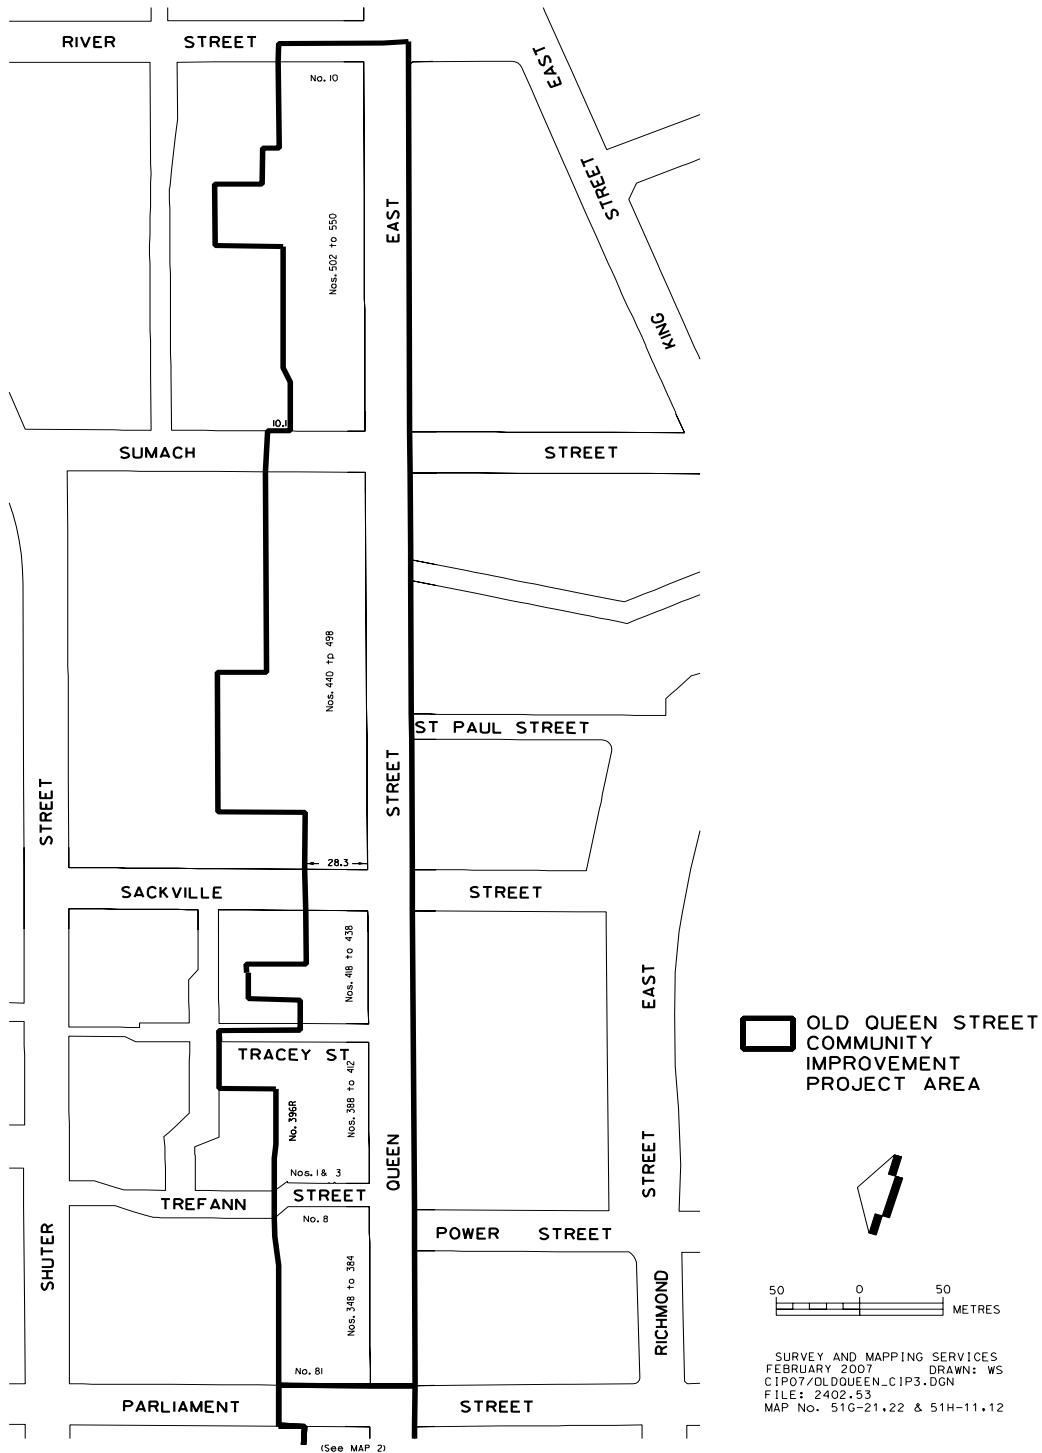 RIVER STREET
No. 10
EAST
STREET
KING
EAST
Nos. 502 to 550
10.1
SUMACH STREET
Nos. 440 tp 498
ST PAUL STREET
STREET
STREET
28.3
SACKVILLE STREET
Nos. 418 to 438
EAST
TRACEY ST
No. 396R
Nos. 388 to 412
QUEEN
STREET
Nos. 1 & 3
TREFANN STREET
No. 8
POWER STREET
SHUTER
Nos. 348 to 384
RICHMOND
No. 81
PARLIAMENT STREET
(See MAP 2)
OLD QUEEN STREET
COMMUNITY
IMPROVEMENT
PROJECT AREA
50 0 50
METRES
SURVEY AND MAPPING SERVICES
FEBRUARY 2007 DRAWN: WS
CIP07/OLDQUEEN_CIP3.DGN
FILE: 2402.53
MAP No. 51G-21,22 & 51H-11,12